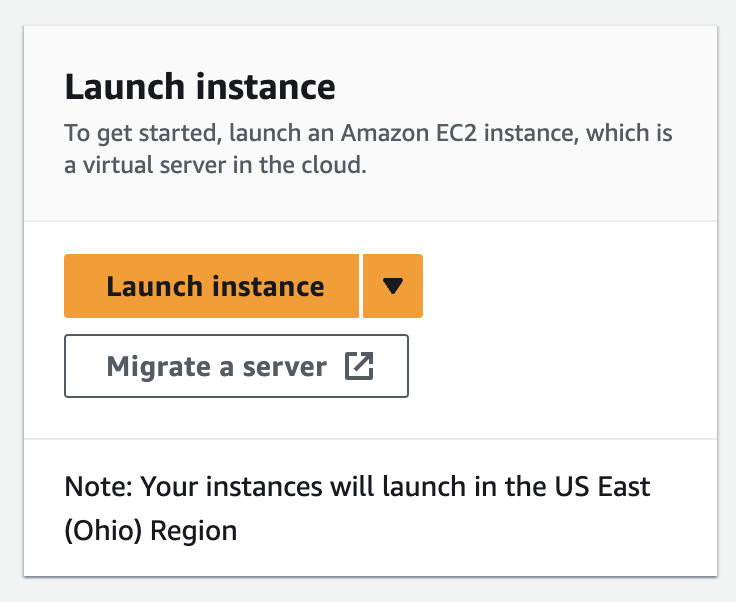 Launch instance
To get started, launch an Amazon EC2 instance, which is
a virtual server in the cloud.
Launch instance
Migrate a server
Note: Your instances will launch in the US East
(Ohio) Region